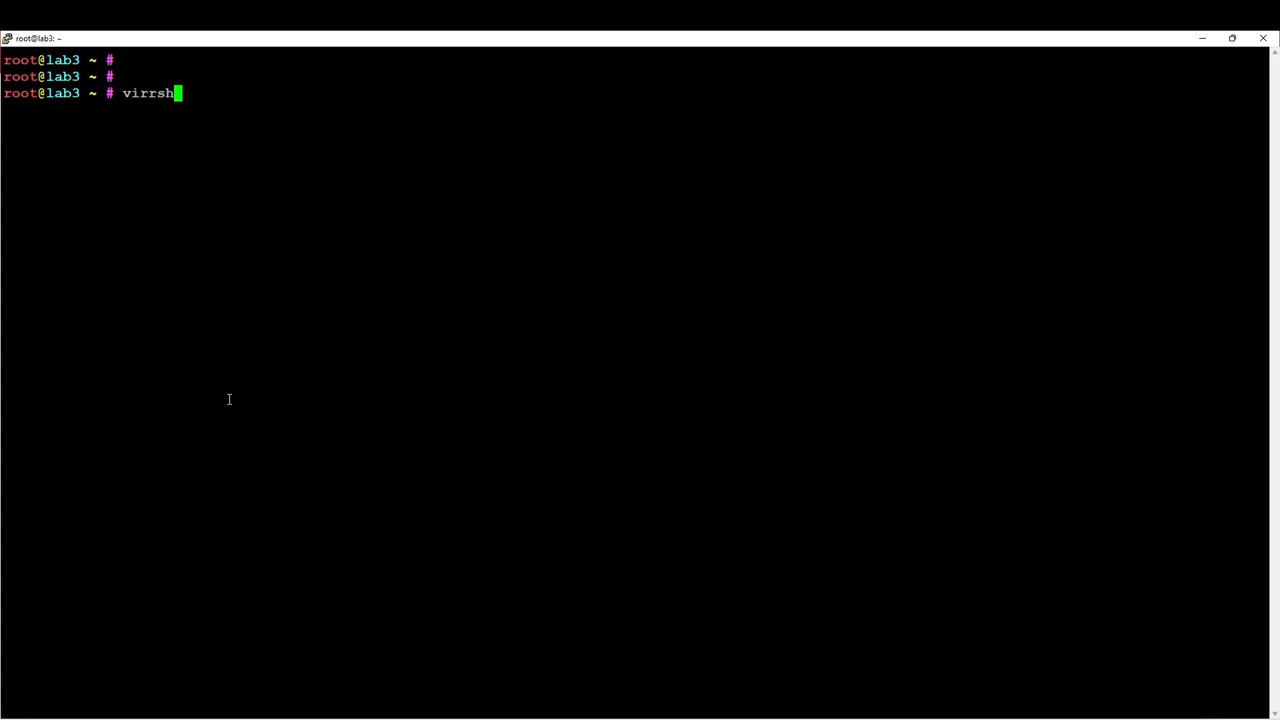 root@lab3: ~
root@lab3 ~ #
root@lab3 ~ #
root@lab3 ~ # virrsh